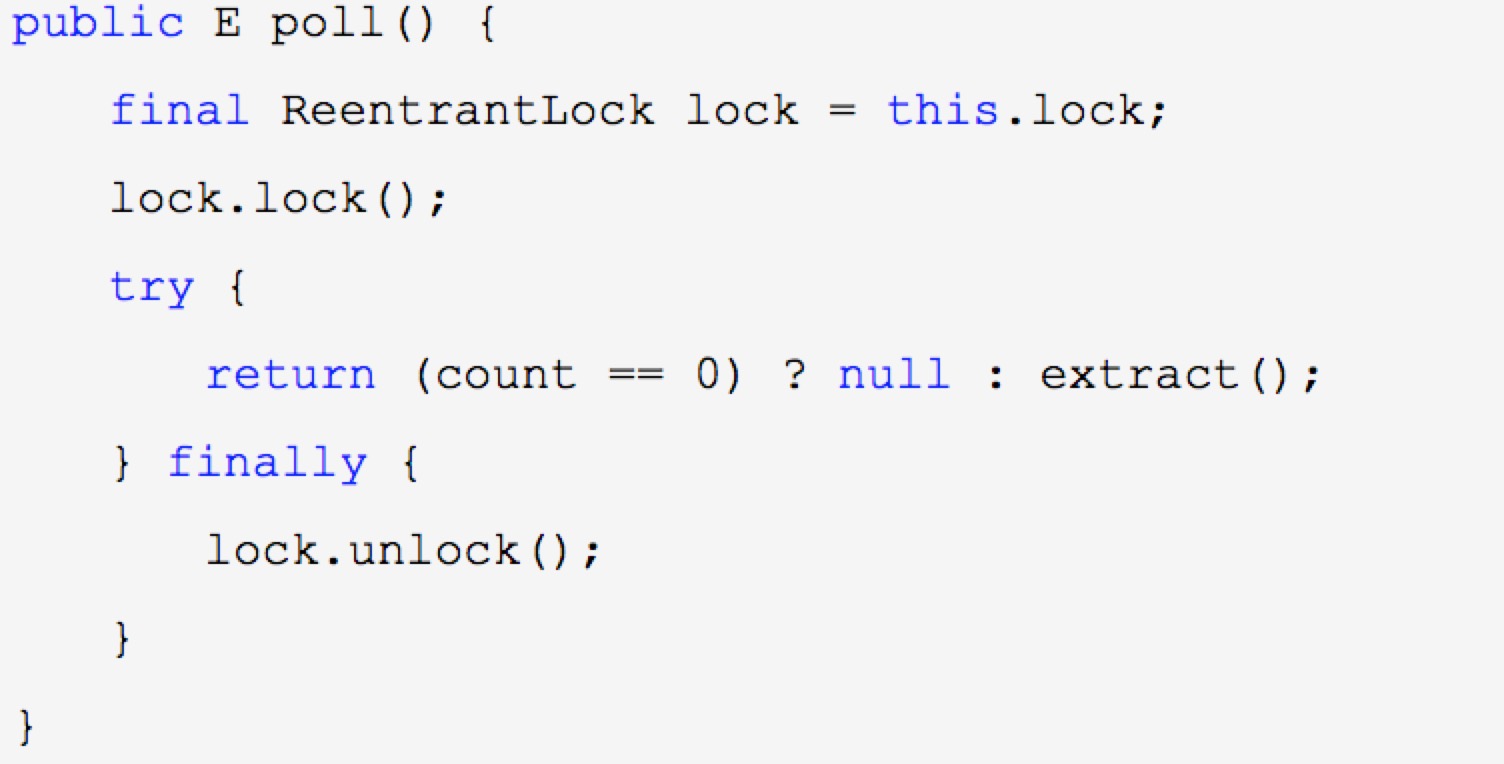 public E poll() {
final ReentrantLock lock = this.lock;
lock.lock();
try {
return (count == 0) ? null : extract();
} finally {
lock.unlock();
}
}